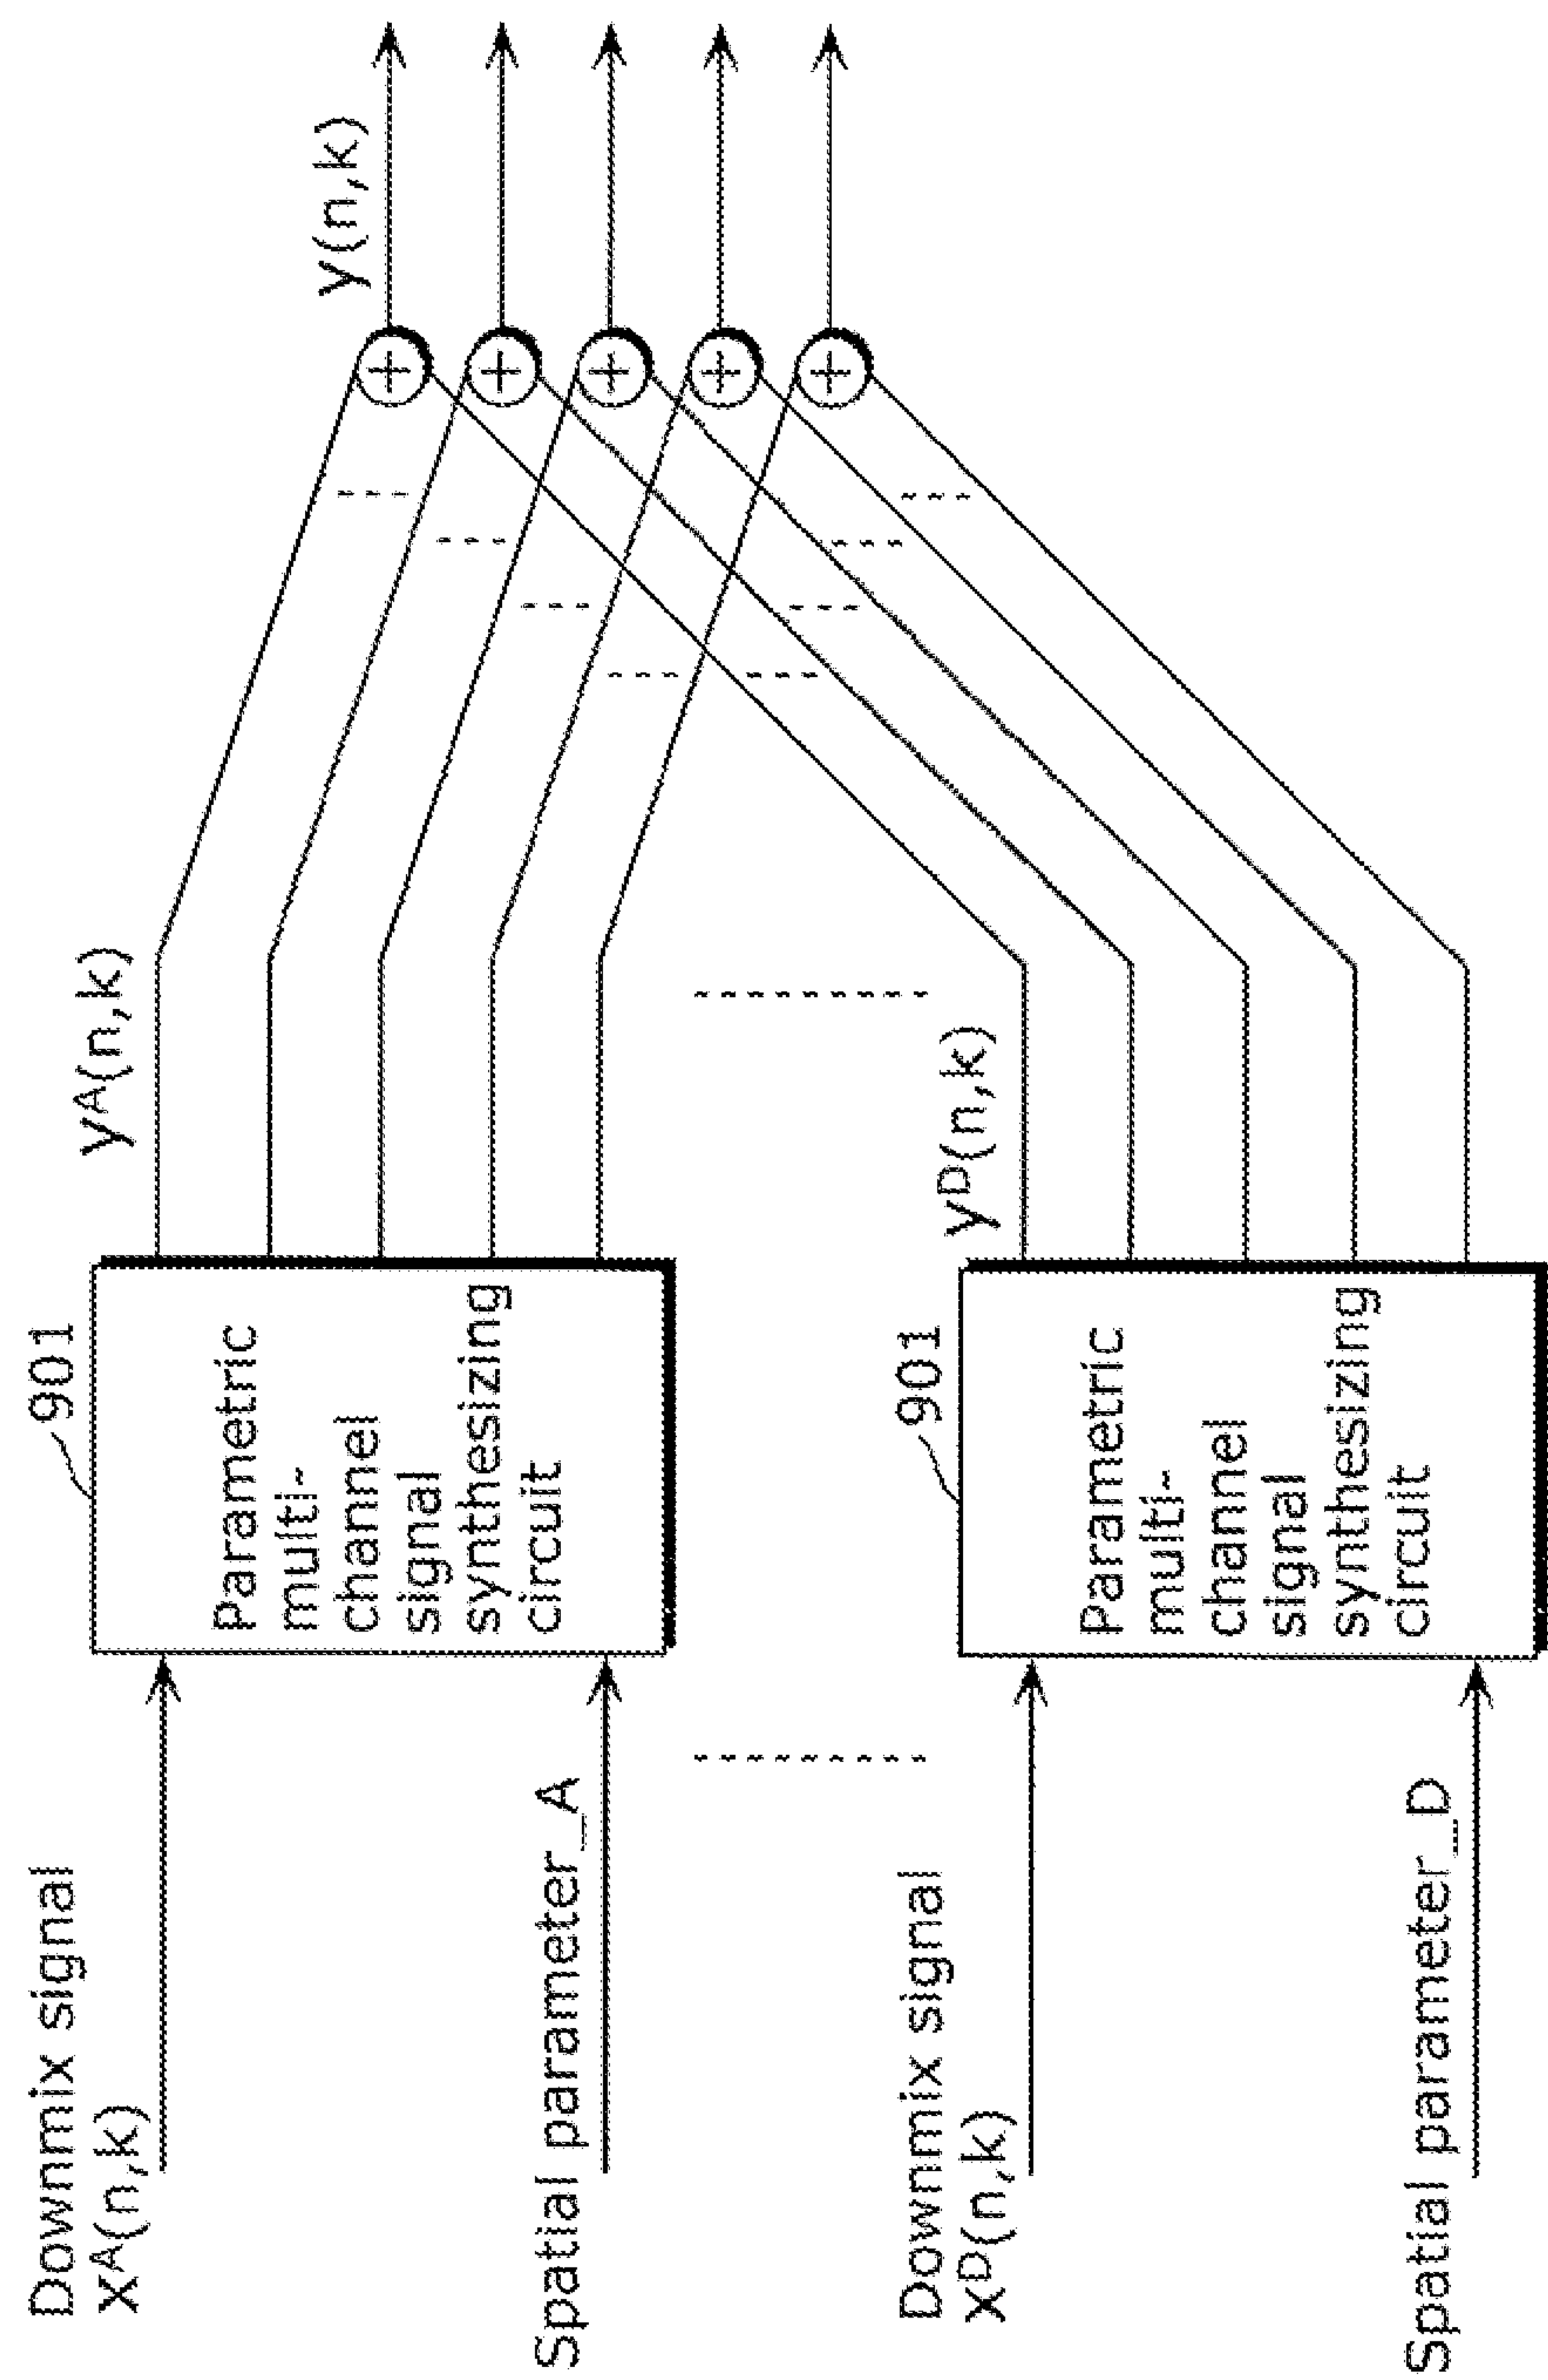 Downmix signal
xᴬ(n,k)
Spatial parameter_A
901
Parametric
multi-
channel
signal
synthesizing
circuit
yᴬ(n,k)
y(n,k)
+
+
+
+
+
Downmix signal
xᴰ(n,k)
Spatial parameter_D
901
Parametric
multi-
channel
signal
synthesizing
circuit
yᴰ(n,k)